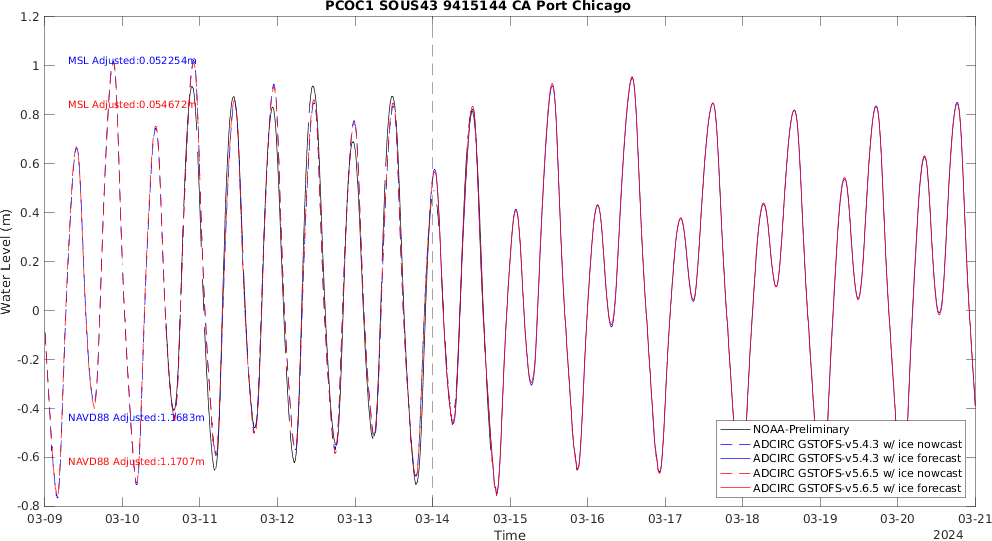 PCOC1 SOUS43 9415144 CA Port Chicago
1.2
1
0.8
0.6
0.4
0.2
0
-0.2
-0.4
-0.6
-0.8
Water Level (m)
MSL Adjusted:0.052254m
MSL Adjusted:0.054672m
NAVD88 Adjusted:1.1683m
NAVD88 Adjusted:1.1707m
NOAA-Preliminary
ADCIRC GSTOFS-v5.4.3 w/ ice nowcast
ADCIRC GSTOFS-v5.4.3 w/ ice forecast
ADCIRC GSTOFS-v5.6.5 w/ ice nowcast
ADCIRC GSTOFS-v5.6.5 w/ ice forecast
03-09 03-10 03-11 03-12 03-13 03-14 03-15 03-16 03-17 03-18 03-19 03-20 03-21
Time
2024